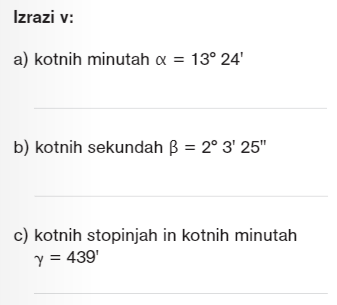 Izrazi v:
a) kotnih minutah α = 13° 24'
b) kotnih sekundah β = 2° 3' 25"
c) kotnih stopinjah in kotnih minutah
γ = 439'